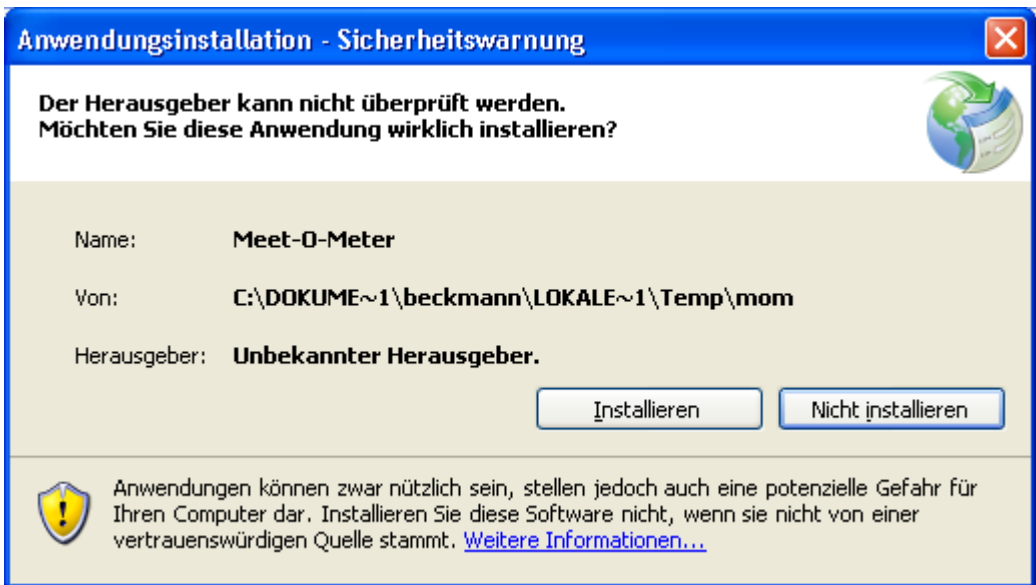 Anwendungsinstallation - Sicherheitswarnung
Der Herausgeber kann nicht überprüft werden.
Möchten Sie diese Anwendung wirklich installieren?
Name: Meet-O-Meter
Von: C:\DOKUME~1\beckmann\LOKALE~1\Temp\mom
Herausgeber: Unbekannter Herausgeber.
Installieren Nicht installieren
Anwendungen können zwar nützlich sein, stellen jedoch auch eine potenzielle Gefahr für
Ihren Computer dar. Installieren Sie diese Software nicht, wenn sie nicht von einer
vertrauenswürdigen Quelle stammt. Weitere Informationen...